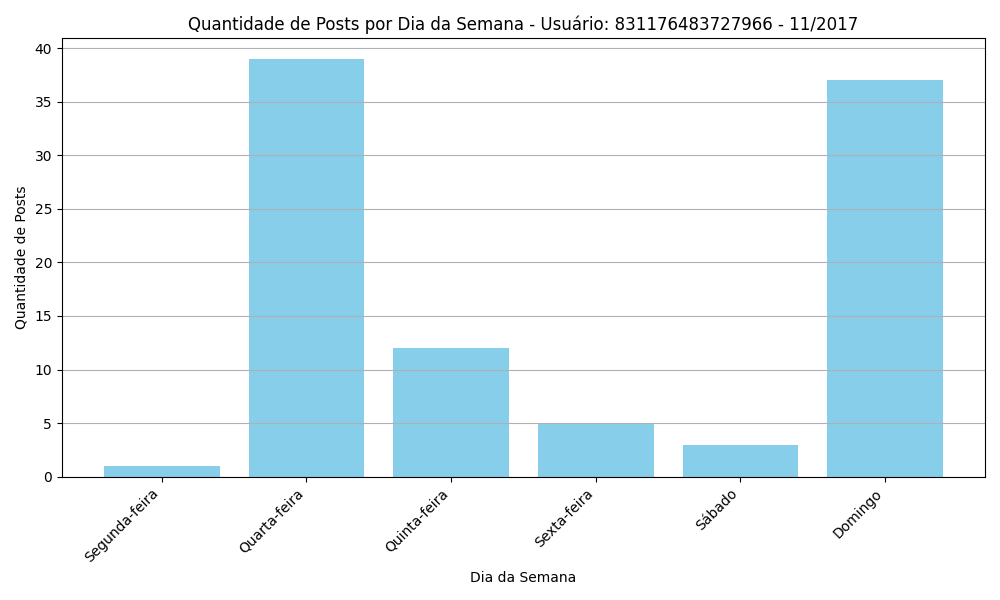 Quantidade de Posts por Dia da Semana - Usuário: 831176483727966 - 11/2017
Quantidade de Posts
40
35
30
25
20
15
10
5
0
Segunda-feira
Quarta-feira
Quinta-feira
Sexta-feira
Sábado
Domingo
Dia da Semana